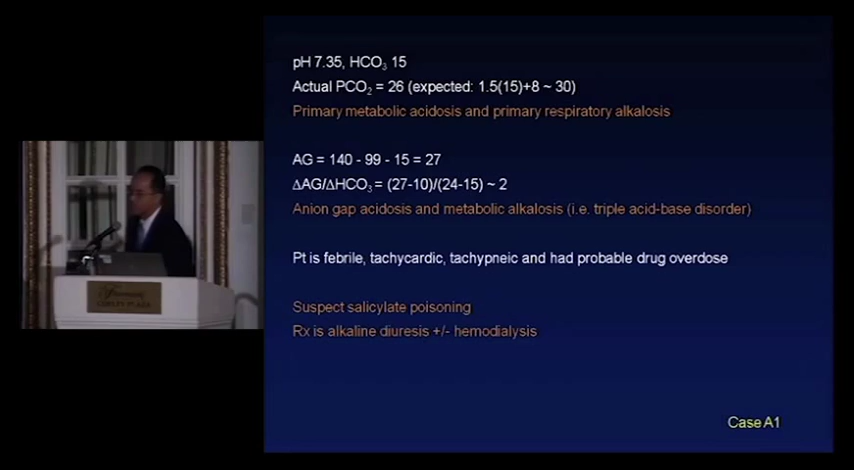 pH 7.35, HCO3 15
Actual PCO2 = 26 (expected: 1.5(15)+8 ~ 30)
Primary metabolic acidosis and primary respiratory alkalosis
AG = 140 - 99 - 15 = 27
ΔAG/ΔHCO3 = (27-10)/(24-15) ~ 2
Anion gap acidosis and metabolic alkalosis (i.e. triple acid-base disorder)
Pt is febrile, tachycardic, tachypneic and had probable drug overdose
Suspect salicylate poisoning
Rx is alkaline diuresis +/- hemodialysis
Case A1
Fairmont
COPLEY PLAZA